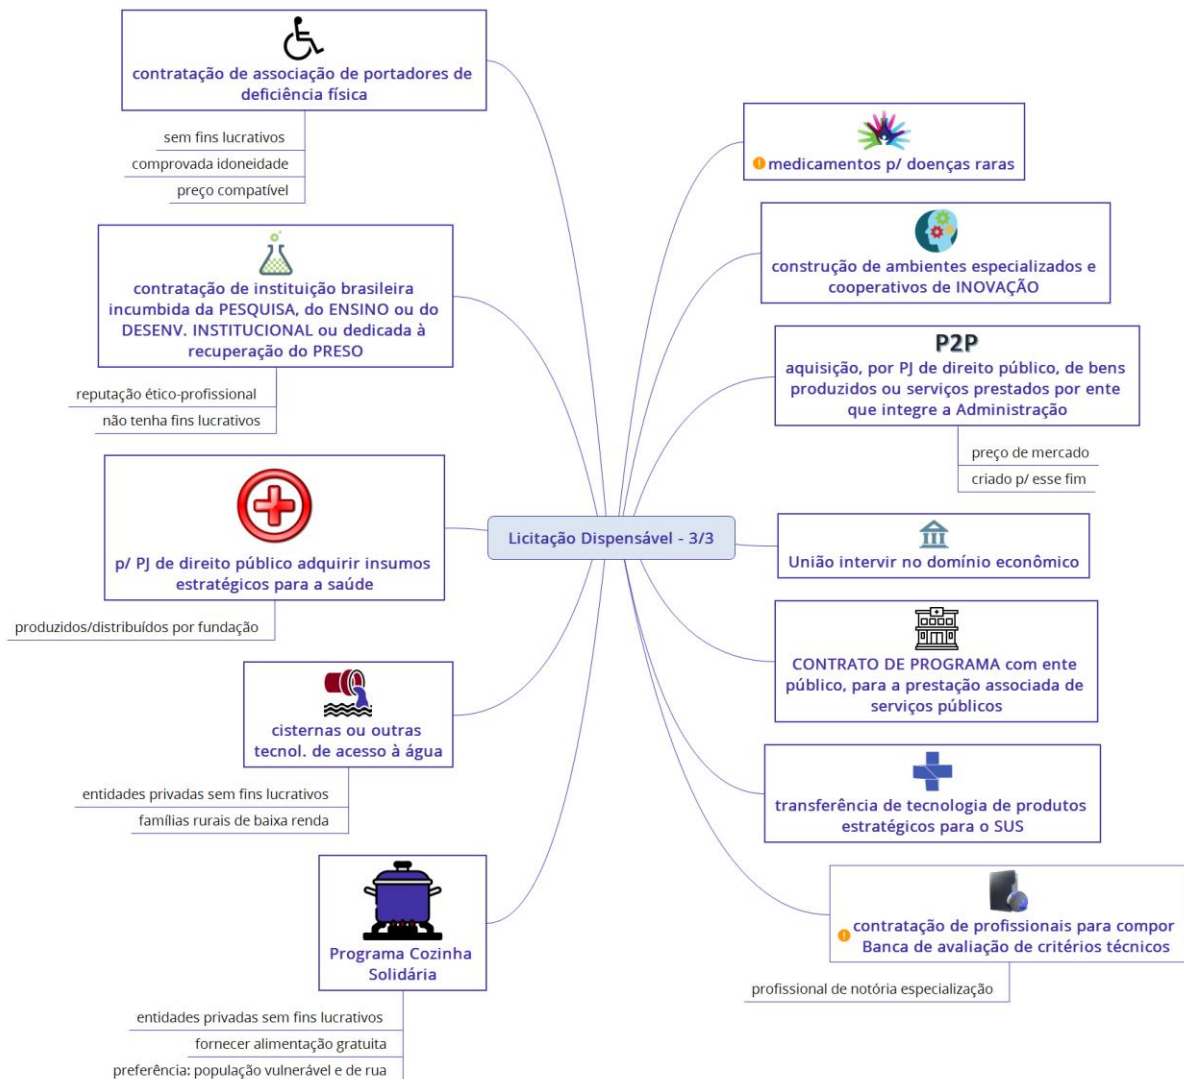 contratação de associação de portadores de
deficiência física
sem fins lucrativos
comprovada idoneidade
preço compatível
contratação de instituição brasileira
incumbida da PESQUISA, do ENSINO ou do
DESENV. INSTITUCIONAL ou dedicada à
recuperação do PRESO
reputação ético-profissional
não tenha fins lucrativos
p/ PJ de direito público adquirir insumos
estratégicos para a saúde
produzidos/distribuídos por fundação
cisternas ou outras
tecnol. de acesso à água
entidades privadas sem fins lucrativos
famílias rurais de baixa renda
Programa Cozinha
Solidária
entidades privadas sem fins lucrativos
fornecer alimentação gratuita
preferência: população vulnerável e de rua
Licitação Dispensável - 3/3
medicamentos p/ doenças raras
construção de ambientes especializados e
cooperativos de INOVAÇÃO
P2P
aquisição, por PJ de direito público, de bens
produzidos ou serviços prestados por ente
que integre a Administração
preço de mercado
criado p/ esse fim
União intervir no domínio econômico
CONTRATO DE PROGRAMA com ente
público, para a prestação associada de
serviços públicos
transferência de tecnologia de produtos
estratégicos para o SUS
contratação de profissionais para compor
Banca de avaliação de critérios técnicos
profissional de notória especialização